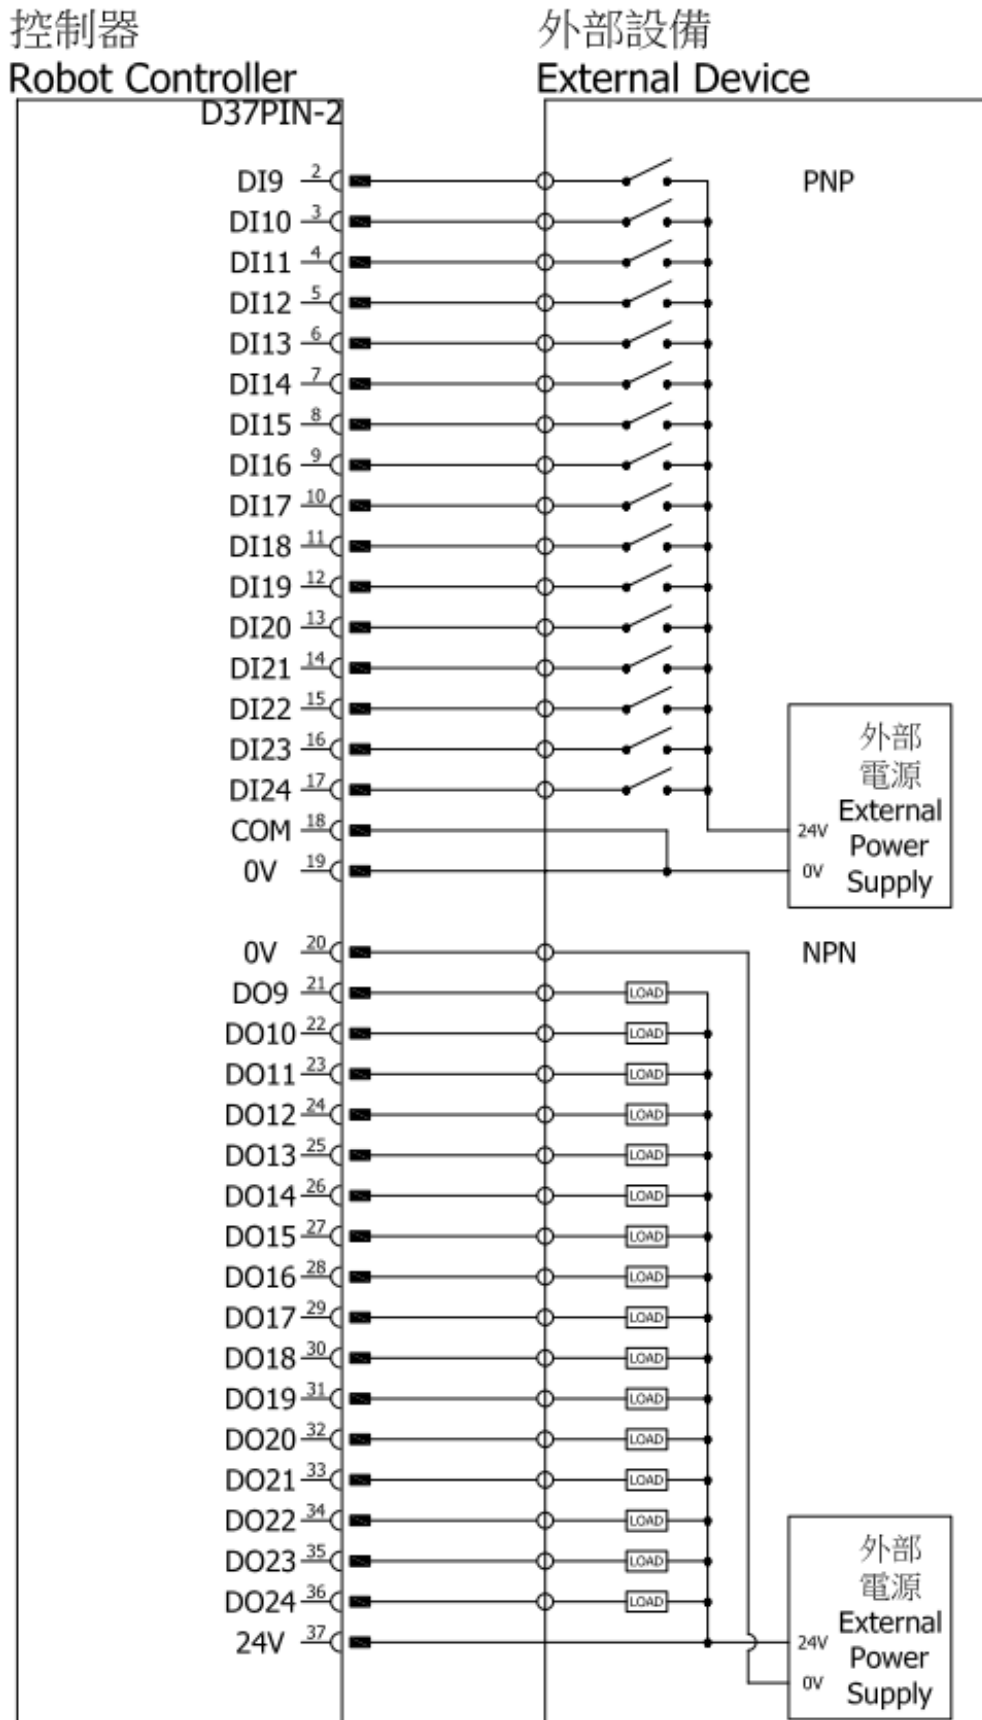 控制器
Robot Controller
外部設備
External Device
D37PIN-2
DI9 2
PNP
DI10 3
DI11 4
DI12 5
DI13 6
DI14 7
DI15 8
DI16 9
DI17 10
DI18 11
DI19 12
DI20 13
DI21 14
DI22 15
DI23 16
DI24 17
COM 18
0V 19
外部
電源
External
24V Power
0V Supply
0V 20
NPN
DO9 21 LOAD
DO10 22 LOAD
DO11 23 LOAD
DO12 24 LOAD
DO13 25 LOAD
DO14 26 LOAD
DO15 27 LOAD
DO16 28 LOAD
DO17 29 LOAD
DO18 30 LOAD
DO19 31 LOAD
DO20 32 LOAD
DO21 33 LOAD
DO22 34 LOAD
DO23 35 LOAD
DO24 36 LOAD
24V 37
外部
電源
External
24V Power
0V Supply